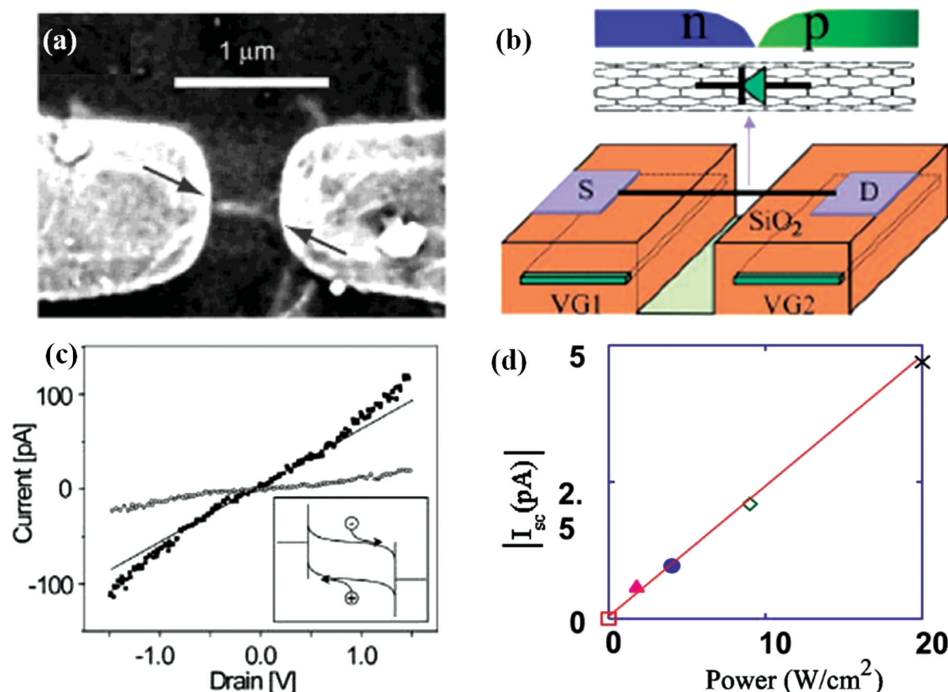 (a)
1 μm
(b)
n p
S
D
SiO2
VG1
VG2
(c)
Current [pA]
100
0
-100
-
+
-1.0
0.0
1.0
Drain [V]
(d)
|Isc(pA)|
5
2.
5
0
0
10
20
Power (W/cm²)